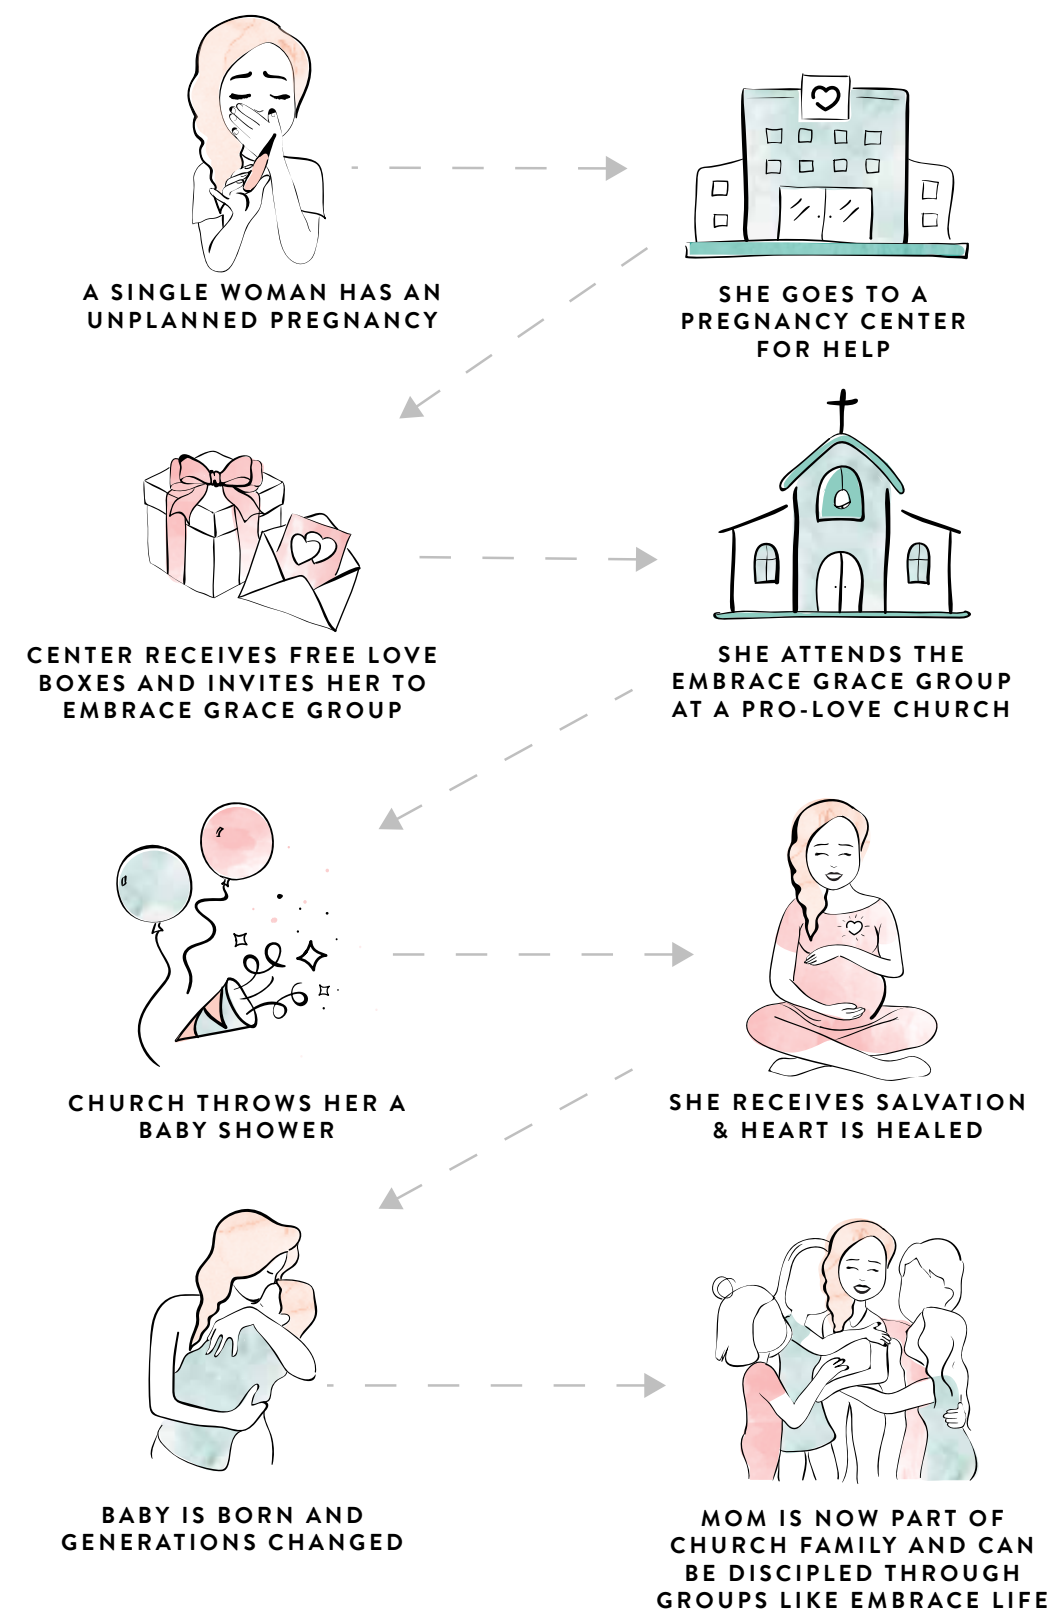 A SINGLE WOMAN HAS AN
UNPLANNED PREGNANCY
SHE GOES TO A
PREGNANCY CENTER
FOR HELP
CENTER RECEIVES FREE LOVE
BOXES AND INVITES HER TO
EMBRACE GRACE GROUP
SHE ATTENDS THE
EMBRACE GRACE GROUP
AT A PRO-LOVE CHURCH
CHURCH THROWS HER A
BABY SHOWER
SHE RECEIVES SALVATION
& HEART IS HEALED
BABY IS BORN AND
GENERATIONS CHANGED
MOM IS NOW PART OF
CHURCH FAMILY AND CAN
BE DISCIPLED THROUGH
GROUPS LIKE EMBRACE LIFE